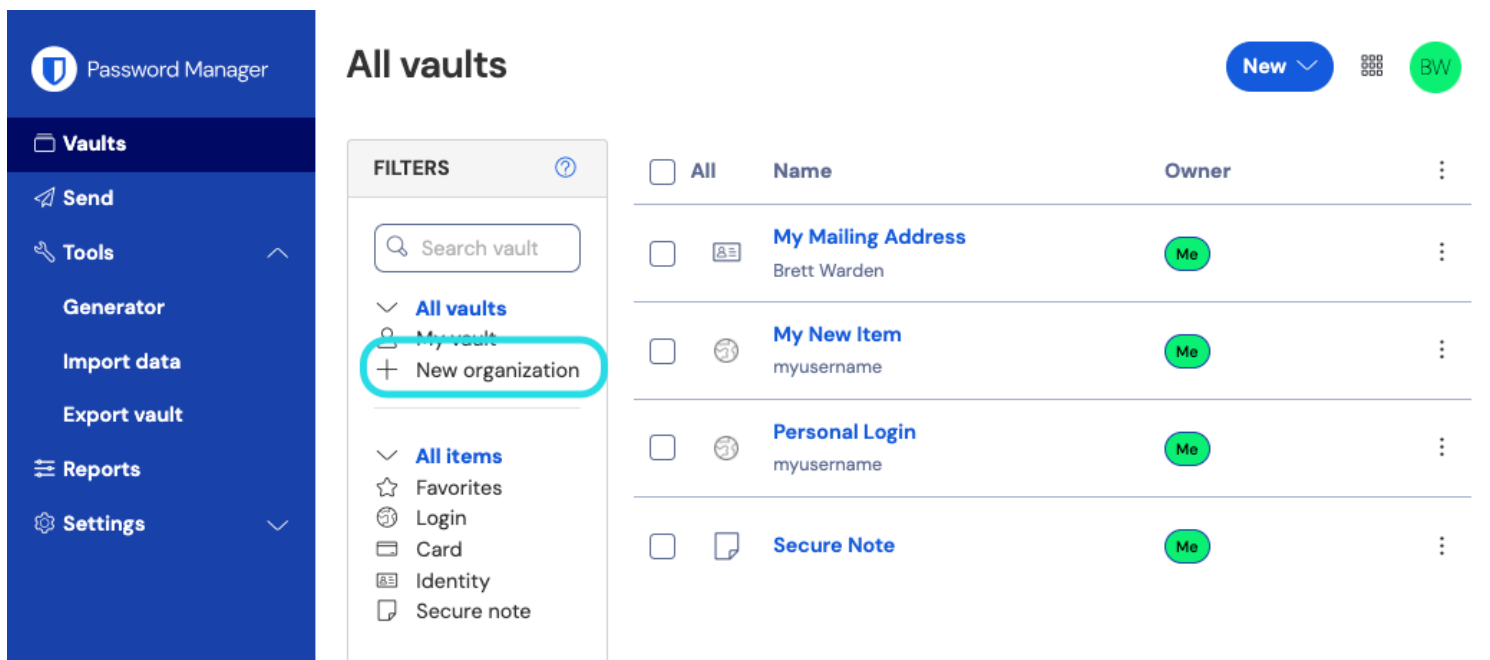 Password Manager
Vaults
Send
Tools
Generator
Import data
Export vault
Reports
Settings
All vaults
New
BW
FILTERS
Search vault
All vaults
My vault
New organization
All items
Favorites
Login
Card
Identity
Secure note
All Name Owner
My Mailing Address
Brett Warden
Me
My New Item
myusername
Me
Personal Login
myusername
Me
Secure Note
Me